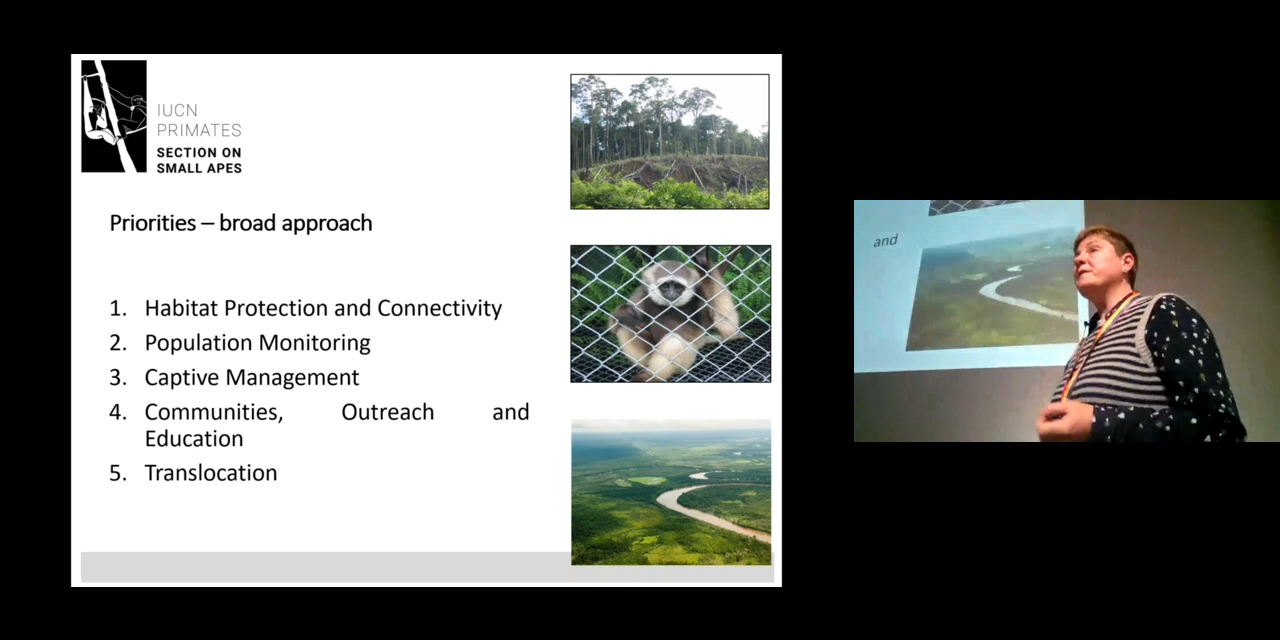 IUCN
PRIMATES
SECTION ON
SMALL APES
Priorities – broad approach
1. Habitat Protection and Connectivity
2. Population Monitoring
3. Captive Management
4. Communities, Outreach and
Education
5. Translocation
and